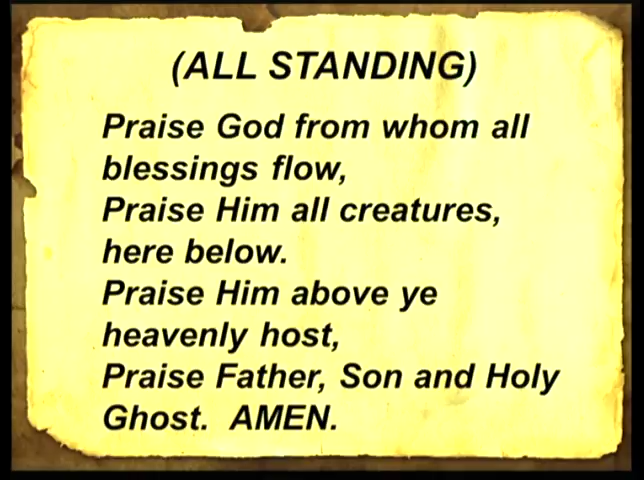 (ALL STANDING)
Praise God from whom all
blessings flow,
Praise Him all creatures,
here below.
Praise Him above ye
heavenly host,
Praise Father, Son and Holy
Ghost.  AMEN.